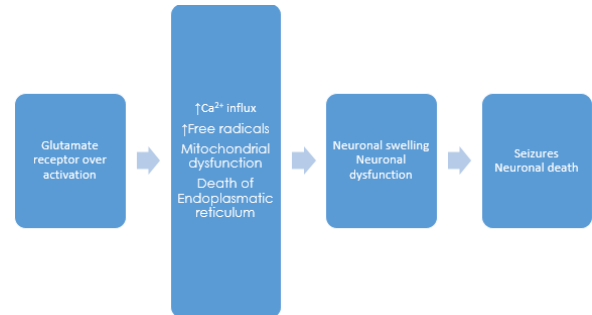 Glutamate
receptor over
activation
↑Ca²⁺ influx
↑Free radicals
Mitochondrial
dysfunction
Death of
Endoplasmatic
reticulum
Neuronal swelling
Neuronal
dysfunction
Seizures
Neuronal death